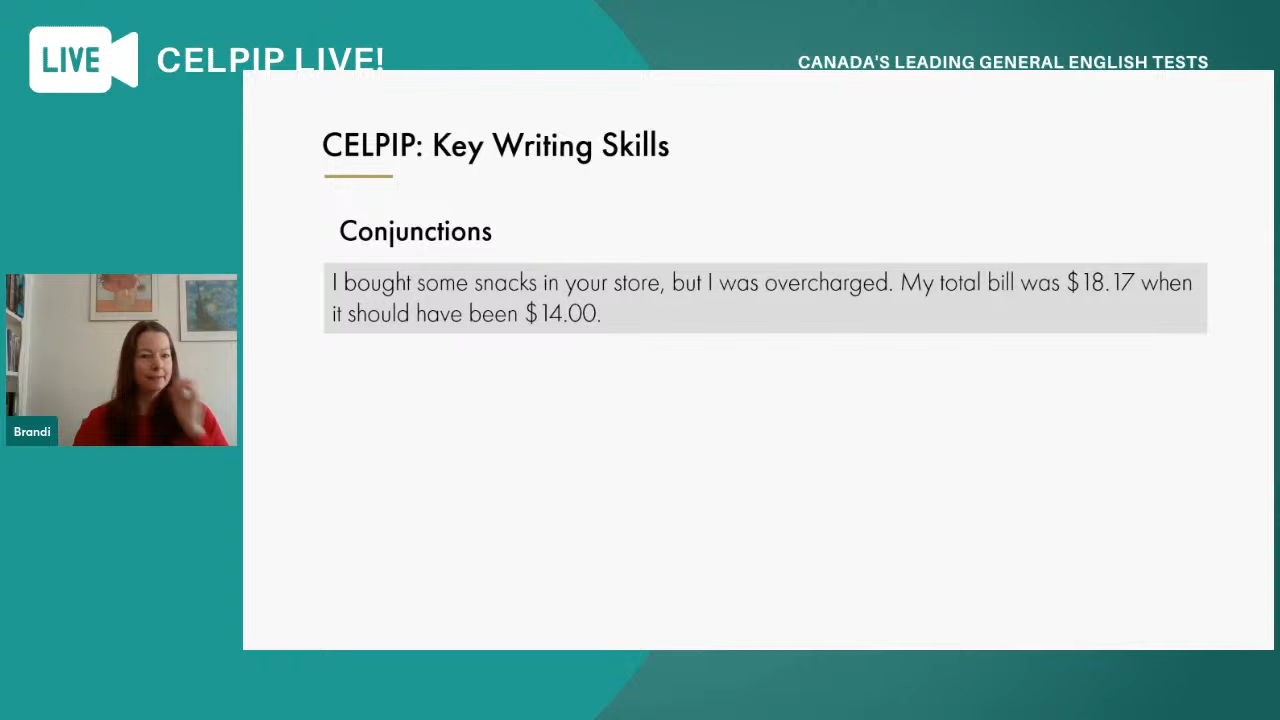 LIVE
CELPIP LIVE!
CANADA'S LEADING GENERAL ENGLISH TESTS
CELPIP: Key Writing Skills
Conjunctions
I bought some snacks in your store, but I was overcharged. My total bill was $18.17 when
it should have been $14.00.
Brandi